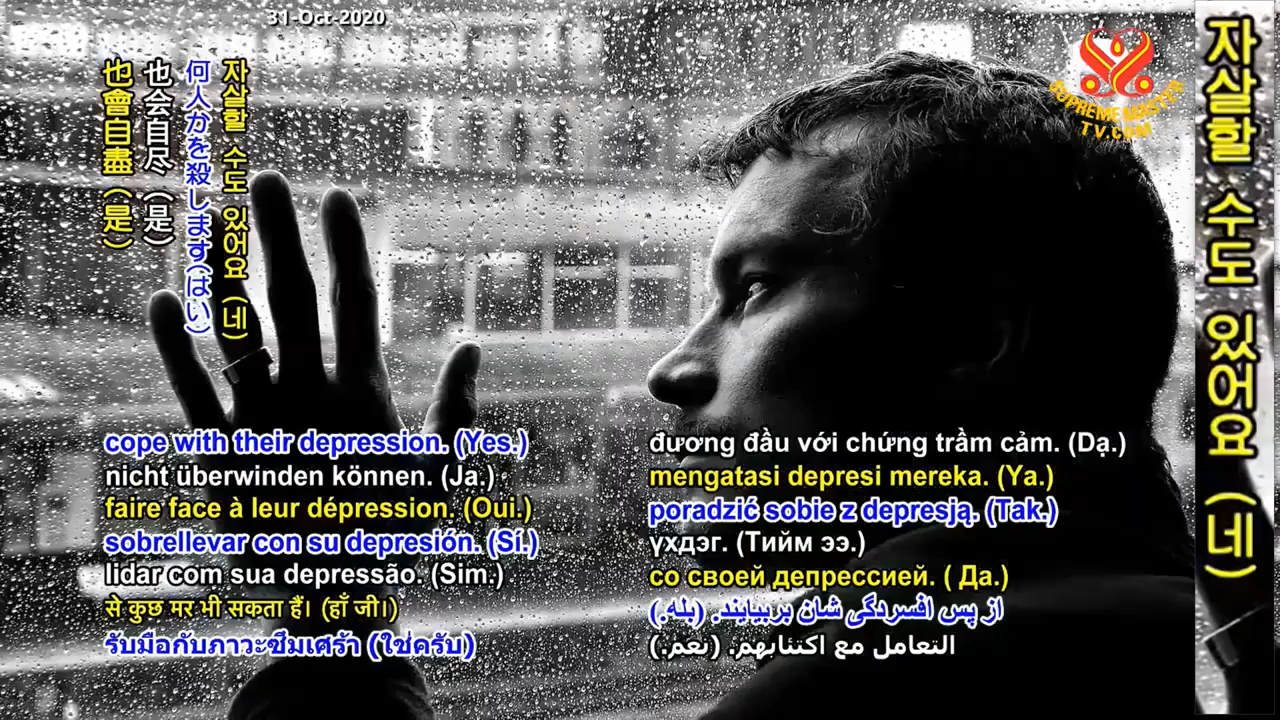 31-Oct-2020
SUPREME MASTER
TV.COM
자살할 수도 있어요 (네)
자살할 수도 있어요 (네)
何人かを殺します(はい)
也会自尽 (是)
也會自盡 (是)
cope with their depression. (Yes.)
nicht überwinden können. (Ja.)
faire face à leur dépression. (Oui.)
sobrellevar con su depresión. (Sí.)
lidar com sua depressão. (Sim.)
से कुछ मर भी सकता हैं। (हाँ जी।)
รับมือกับภาวะซึมเศร้า (ใช่ครับ)
đương đầu với chứng trầm cảm. (Dạ.)
mengatasi depresi mereka. (Ya.)
poradzić sobie z depresją. (Tak.)
үхдэг. (Тийм ээ.)
со своей депрессией. ( Да.)
از پس افسردگی شان بربیایند. (بله.)
التعامل مع اكتئابهم. (نعم.)